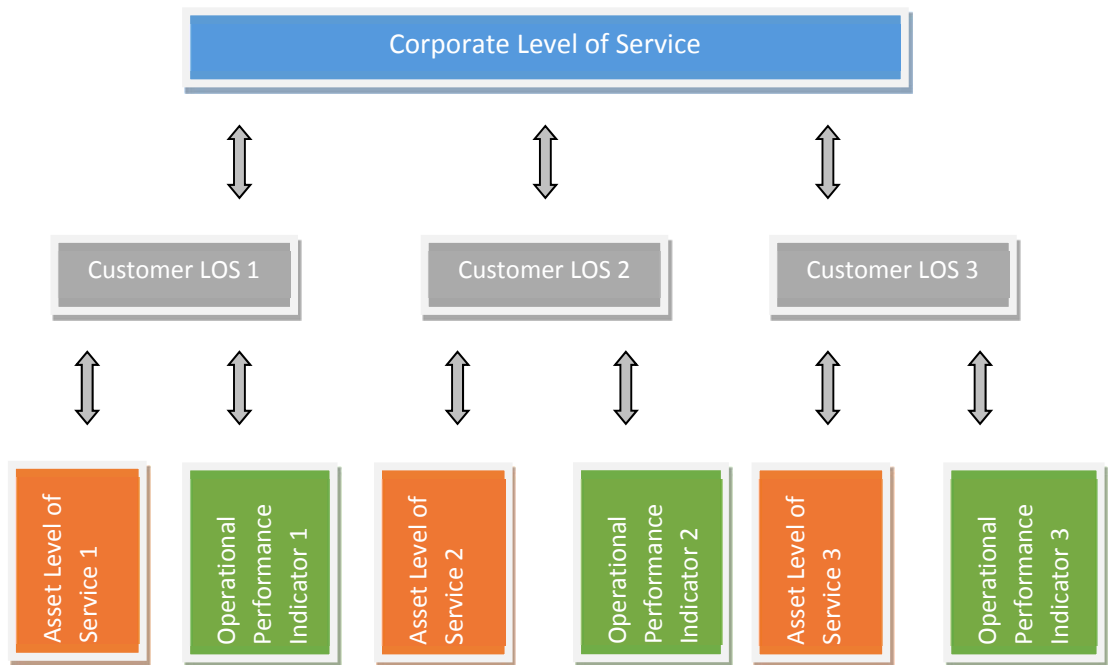 Corporate Level of Service
Customer LOS 1
Customer LOS 2
Customer LOS 3
Asset Level of
Service 1
Operational
Performance
Indicator 1
Asset Level of
Service 2
Operational
Performance
Indicator 2
Asset Level of
Service 3
Operational
Performance
Indicator 3